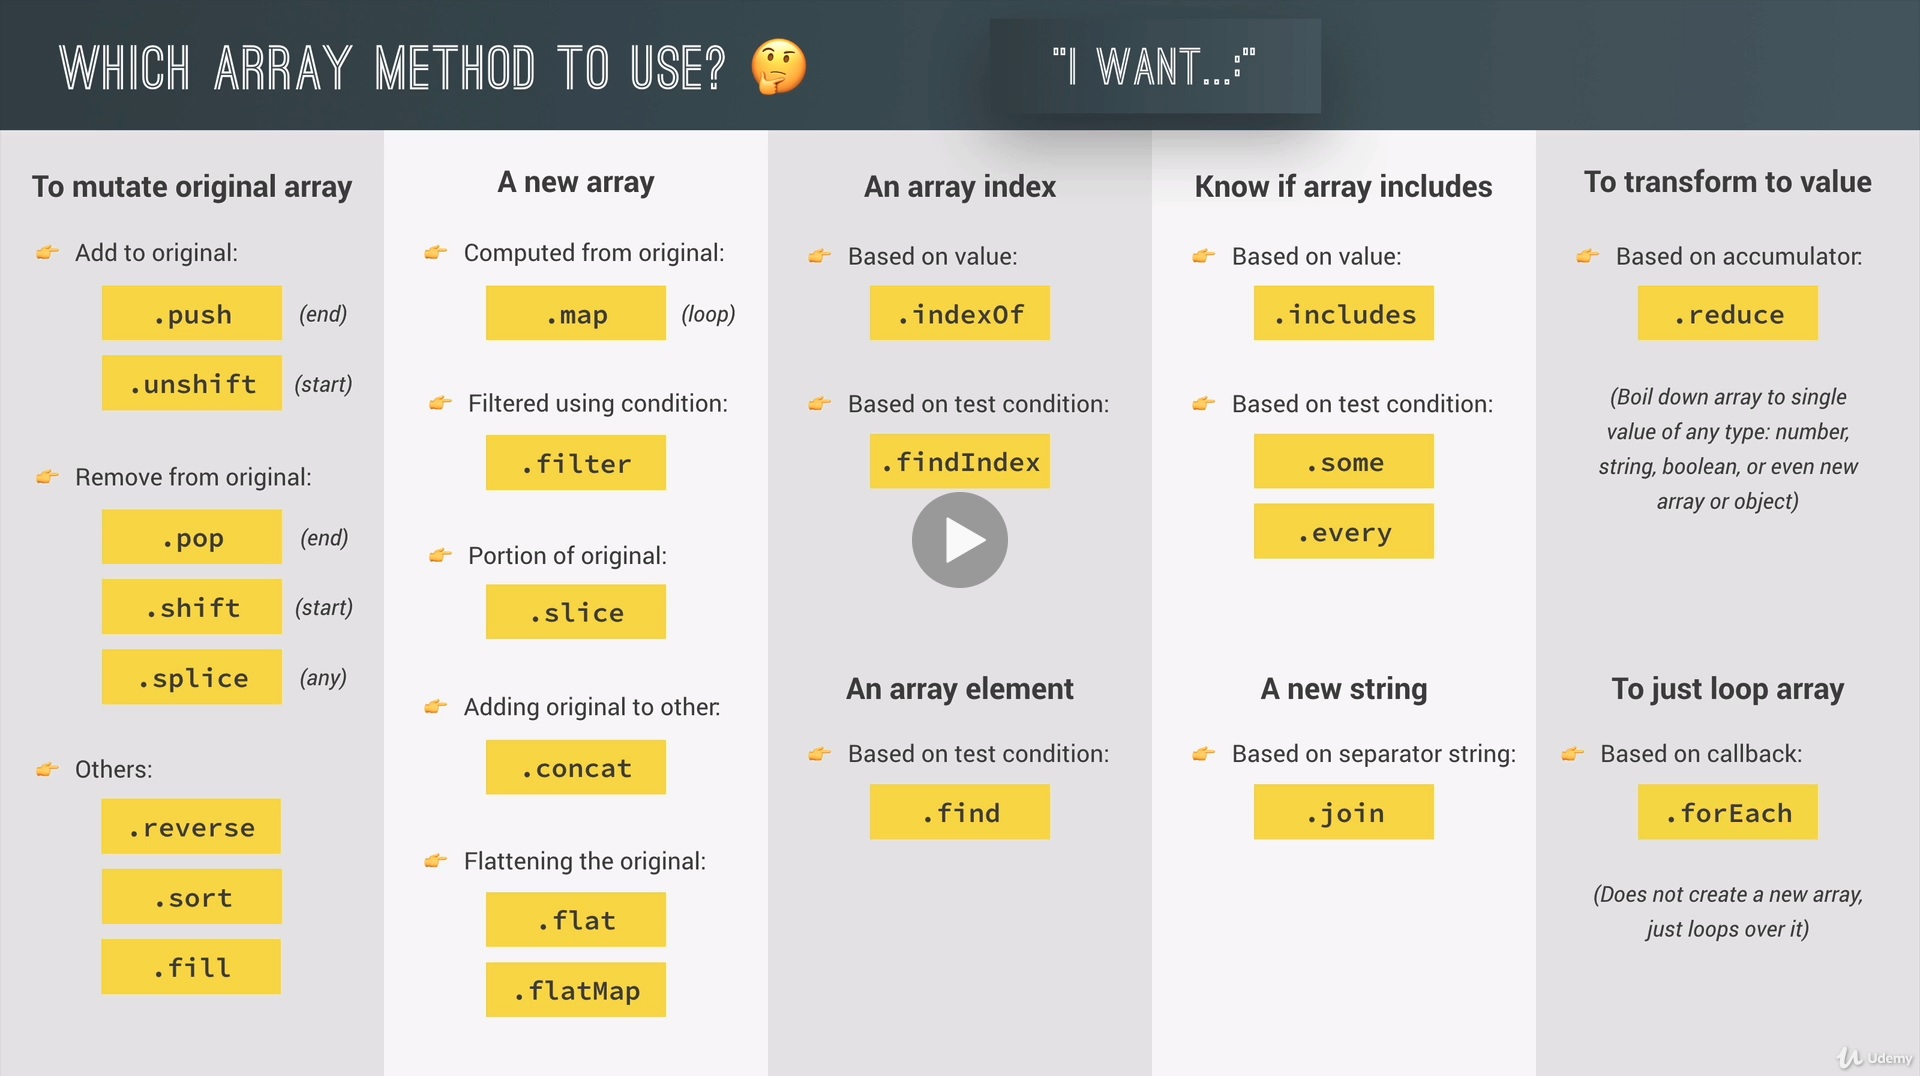 WHICH ARRAY METHOD TO USE? 🤔
"I WANT...:"
To mutate original array
👉 Add to original:
.push (end)
.unshift (start)
👉 Remove from original:
.pop (end)
.shift (start)
.splice (any)
👉 Others:
.reverse
.sort
.fill
A new array
👉 Computed from original:
.map (loop)
👉 Filtered using condition:
.filter
👉 Portion of original:
.slice
👉 Adding original to other:
.concat
👉 Flattening the original:
.flat
.flatMap
An array index
👉 Based on value:
.indexOf
👉 Based on test condition:
.findIndex
An array element
👉 Based on test condition:
.find
Know if array includes
👉 Based on value:
.includes
👉 Based on test condition:
.some
.every
A new string
👉 Based on separator string:
.join
To transform to value
👉 Based on accumulator:
.reduce
(Boil down array to single
value of any type: number,
string, boolean, or even new
array or object)
To just loop array
👉 Based on callback:
.forEach
(Does not create a new array,
just loops over it)
Udemy